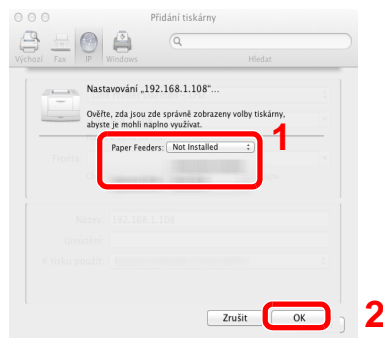 Přidání tiskárny
Výchozí Fax IP Windows Hledat
Nastavování „192.168.1.108"...
Ověřte, zda jsou zde správně zobrazeny volby tiskárny,
abyste je mohli naplno využívat.
1
Paper Feeders: Not Installed
Fronta:
Název: 192.168.1.108
Umístění:
K tisku použít:
Zrušit OK
2